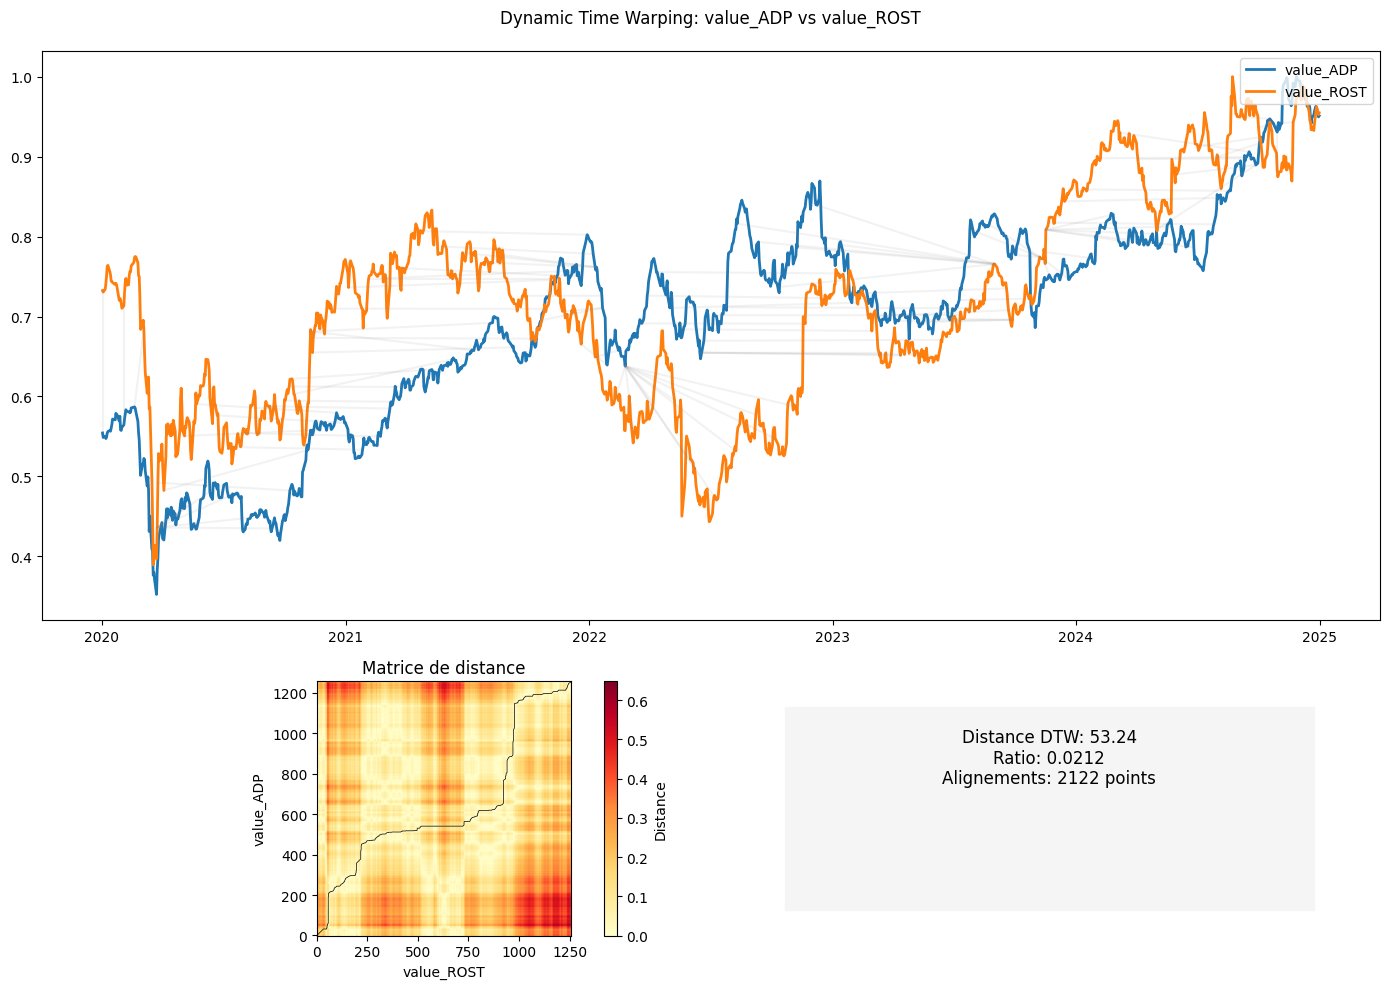 Dynamic Time Warping: value_ADP vs value_ROST
value_ADP
value_ROST
1.0
0.9
0.8
0.7
0.6
0.5
0.4
2020 2021 2022 2023 2024 2025
Matrice de distance
value_ADP
1200
1000
800
600
400
200
0
0 250 500 750 1000 1250
value_ROST
0.6
0.5
0.4
0.3
0.2
0.1
0.0
Distance
Distance DTW: 53.24
Ratio: 0.0212
Alignements: 2122 points